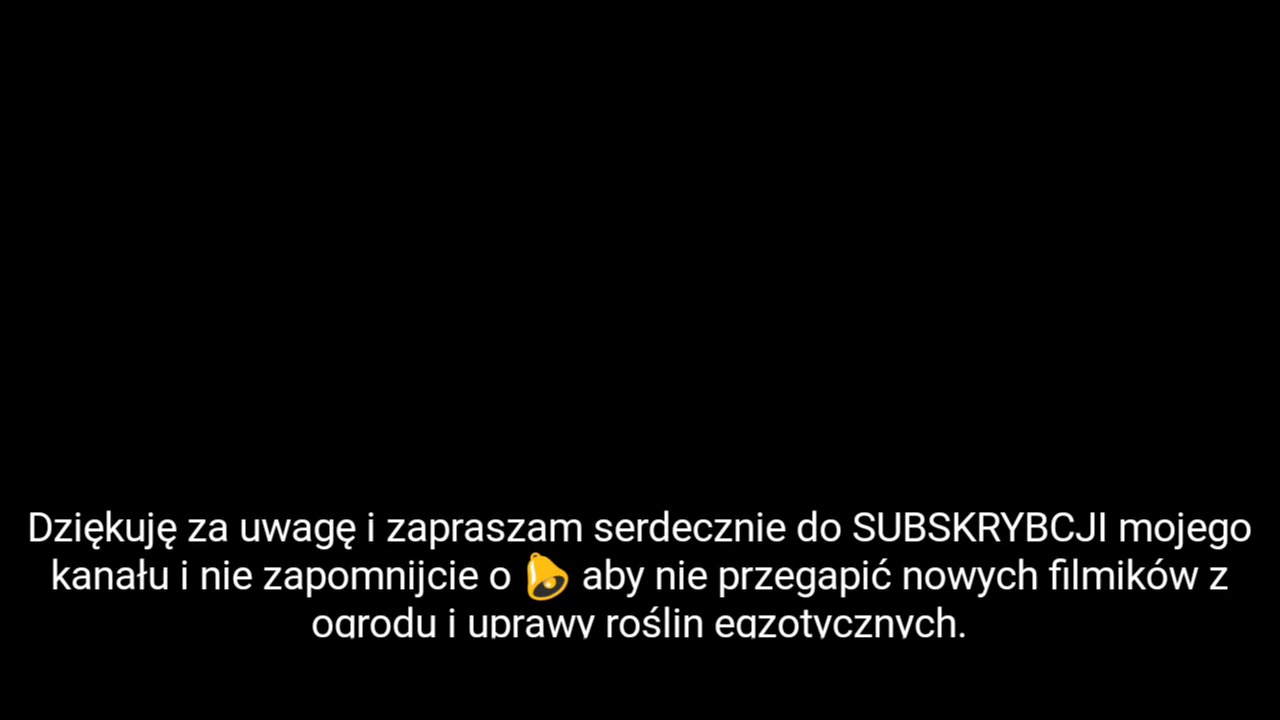 Dziękuję za uwagę i zapraszam serdecznie do SUBSKRYBCJI mojego
kanału i nie zapomnijcie o 🔔 aby nie przegapić nowych filmików z
ogrodu i uprawy roślin egzotycznych.